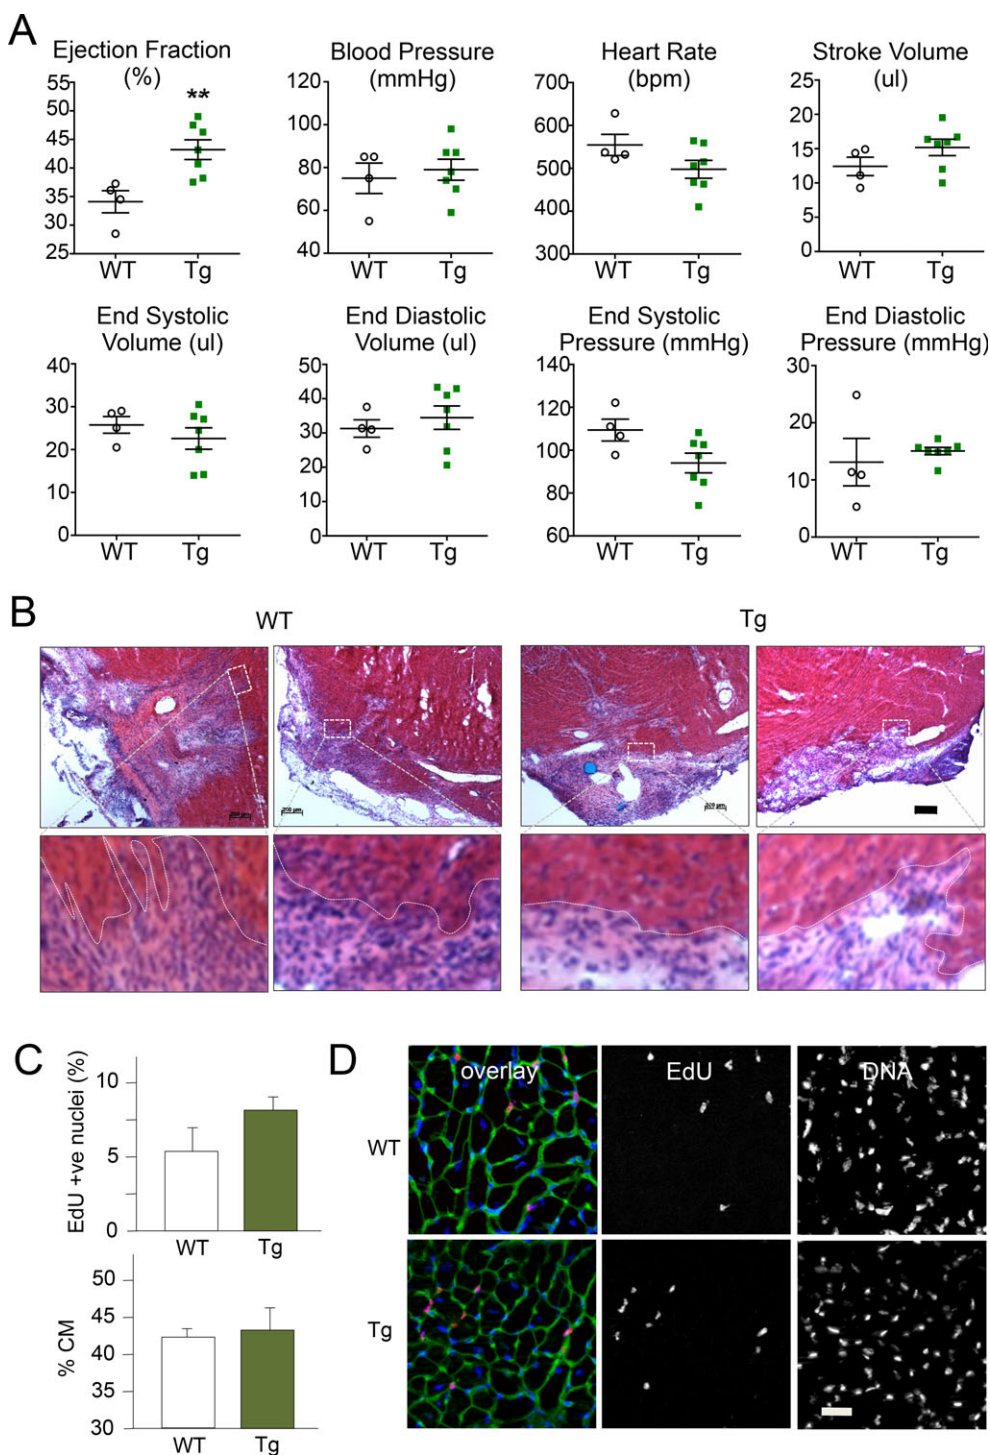 A
Ejection Fraction
(%)
**
50
45
40
35
30
25
WT
Tg
Blood Pressure
(mmHg)
120
100
80
60
40
WT
Tg
Heart Rate
(bpm)
700
600
500
400
300
WT
Tg
Stroke Volume
(ul)
25
20
15
10
5
0
WT
Tg
End Systolic
Volume (ul)
40
30
20
10
0
WT
Tg
End Diastolic
Volume (ul)
50
40
30
20
10
0
WT
Tg
End Systolic
Pressure (mmHg)
140
120
100
80
60
WT
Tg
End Diastolic
Pressure (mmHg)
30
20
10
0
WT
Tg
B
WT
Tg
C
EdU +ve nuclei (%)
10
5
0
WT
Tg
% CM
50
45
40
35
30
WT
Tg
D
overlay
EdU
DNA
WT
Tg